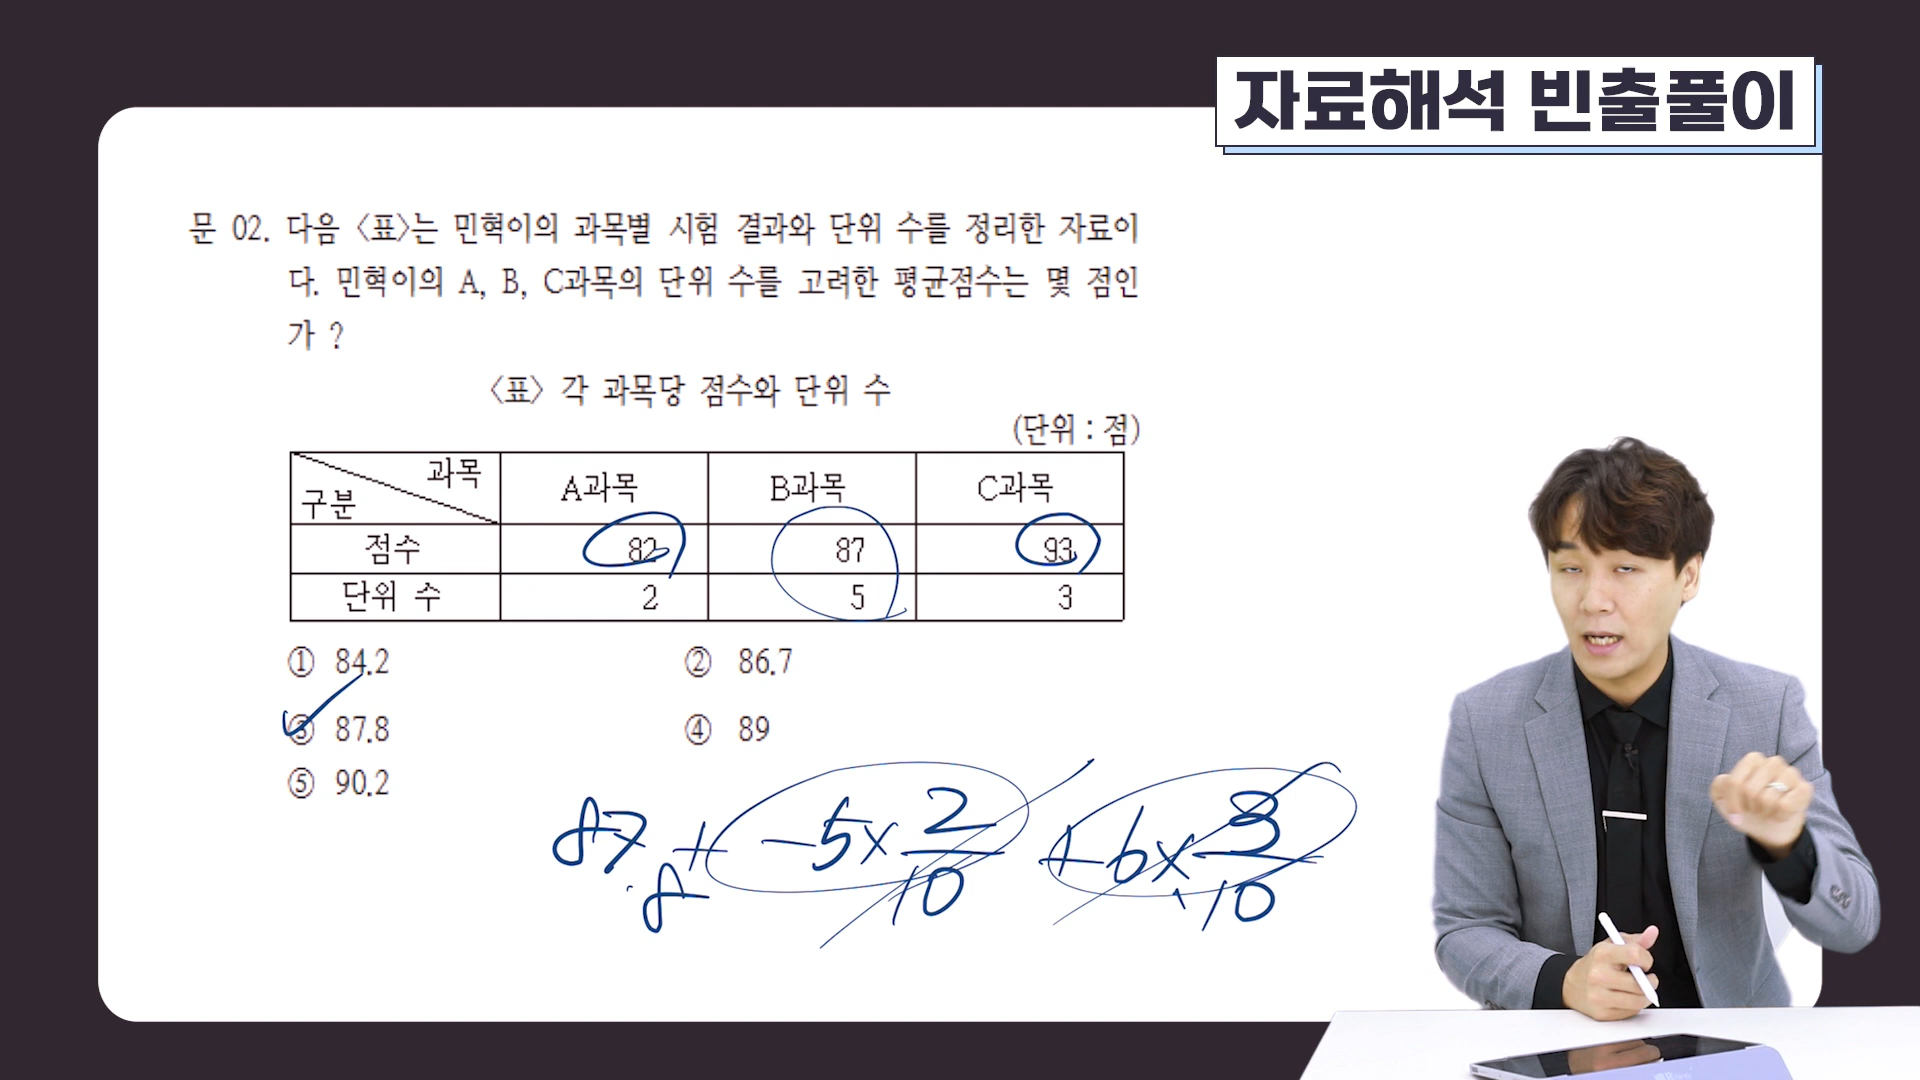 자료해석 빈출풀이
문 02. 다음 〈표〉는 민혁이의 과목별 시험 결과와 단위 수를 정리한 자료이
다. 민혁이의 A, B, C과목의 단위 수를 고려한 평균점수는 몇 점인
가 ?
〈표〉 각 과목당 점수와 단위 수
(단위 : 점)
구분 과목 A과목 B과목 C과목
점수 82 87 93
단위 수 2 5 3
① 84.2 ② 86.7
③ 87.8 ④ 89
⑤ 90.2
87 + -5× 2/10 +6× 3/10
.8